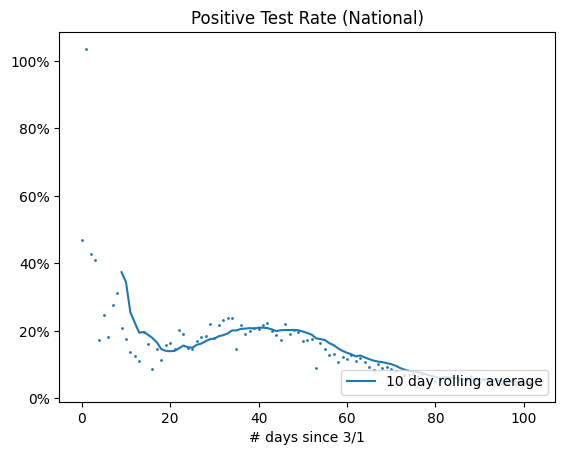 Positive Test Rate (National)
100%
80%
60%
40%
20%
0%
10 day rolling average
0 20 40 60 80 100
# days since 3/1